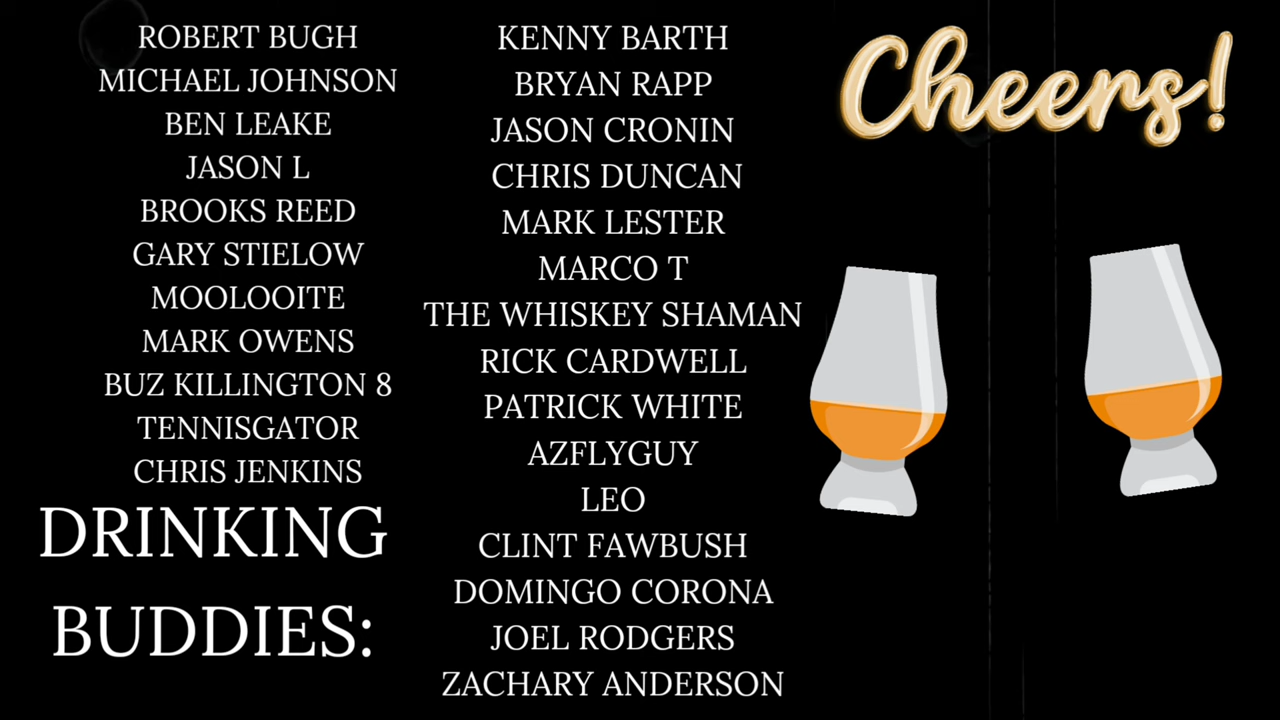 ROBERT BUGH
MICHAEL JOHNSON
BEN LEAKE
JASON L
BROOKS REED
GARY STIELOW
MOOLOOITE
MARK OWENS
BUZ KILLINGTON 8
TENNISGATOR
CHRIS JENKINS
DRINKING
BUDDIES:
KENNY BARTH
BRYAN RAPP
JASON CRONIN
CHRIS DUNCAN
MARK LESTER
MARCO T
THE WHISKEY SHAMAN
RICK CARDWELL
PATRICK WHITE
AZFLYGUY
LEO
CLINT FAWBUSH
DOMINGO CORONA
JOEL RODGERS
ZACHARY ANDERSON
Cheers!